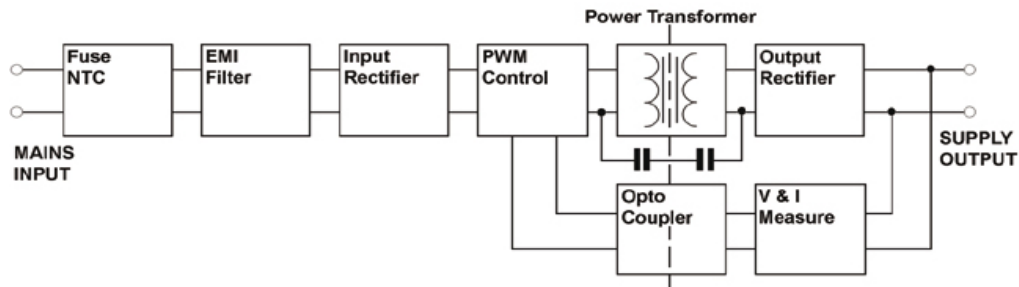 Power Transformer
Fuse
NTC
EMI
Filter
Input
Rectifier
PWM
Control
Output
Rectifier
MAINS
INPUT
SUPPLY
OUTPUT
Opto
Coupler
V & I
Measure